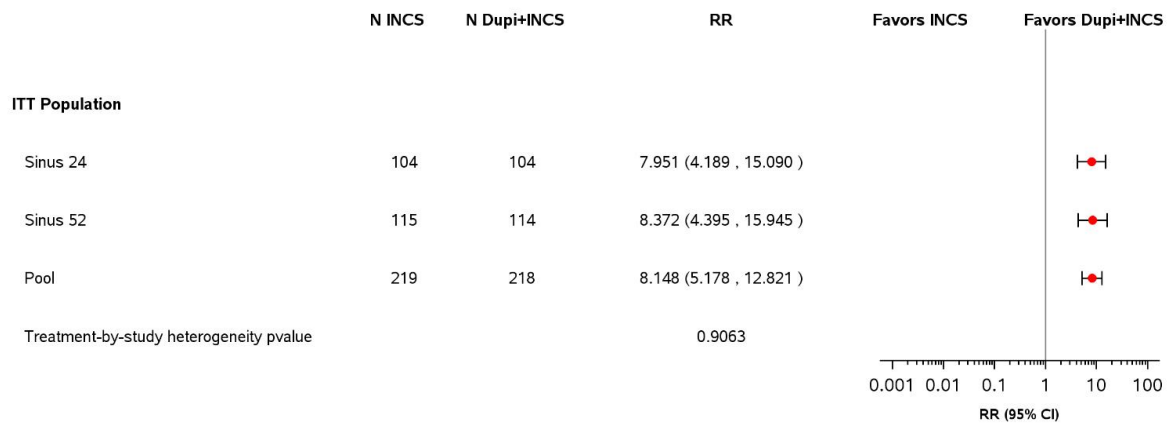 N INCS N Dupi+INCS RR Favors INCS Favors Dupi+INCS
ITT Population
Sinus 24 104 104 7.951 (4.189 , 15.090 )
Sinus 52 115 114 8.372 (4.395 , 15.945 )
Pool 219 218 8.148 (5.178 , 12.821 )
Treatment-by-study heterogeneity pvalue 0.9063
0.001 0.01 0.1 1 10 100
RR (95% CI)